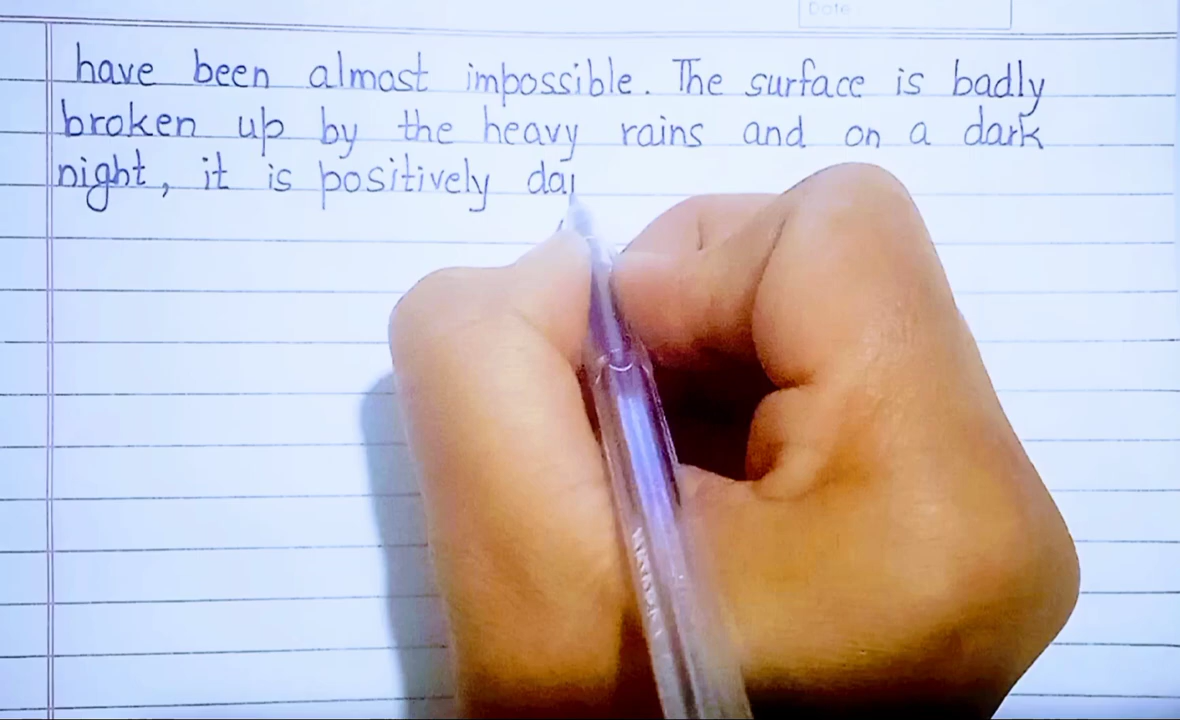 Date
have been almost impossible. The surface is badly
broken up by the heavy rains and on a dark
night, it is positively